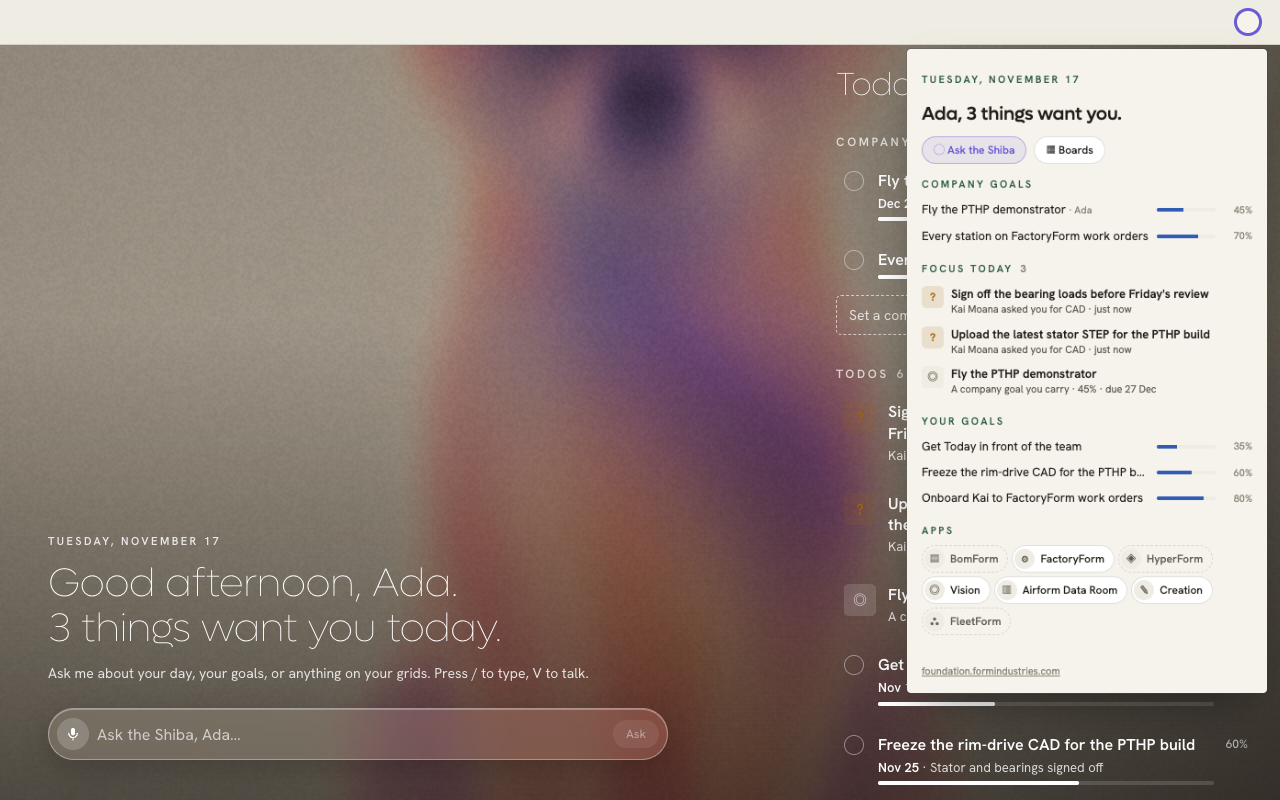 TUESDAY, NOVEMBER 17
Good afternoon, Ada.
3 things want you today.
Ask me about your day, your goals, or anything on your grids. Press / to type, V to talk.
Ask the Shiba, Ada...
Ask
COMPANY
Fly
Set a
TODOS 6
Kai
Kai
Fly
Get
Nov
Freeze the rim-drive CAD for the PTHP build
60%
Nov 25 · Stator and bearings signed off
TUESDAY, NOVEMBER 17
Ada, 3 things want you.
Ask the Shiba
Boards
COMPANY GOALS
Fly the PTHP demonstrator · Ada
45%
Every station on FactoryForm work orders
70%
FOCUS TODAY 3
?
Sign off the bearing loads before Friday's review
Kai Moana asked you for CAD · just now
?
Upload the latest stator STEP for the PTHP build
Kai Moana asked you for CAD · just now
Fly the PTHP demonstrator
A company goal you carry · 45% · due 27 Dec
YOUR GOALS
Get Today in front of the team
35%
Freeze the rim-drive CAD for the PTHP b...
60%
Onboard Kai to FactoryForm work orders
80%
APPS
BomForm
FactoryForm
HyperForm
Vision
Airform Data Room
Creation
FleetForm
foundation.formindustries.com